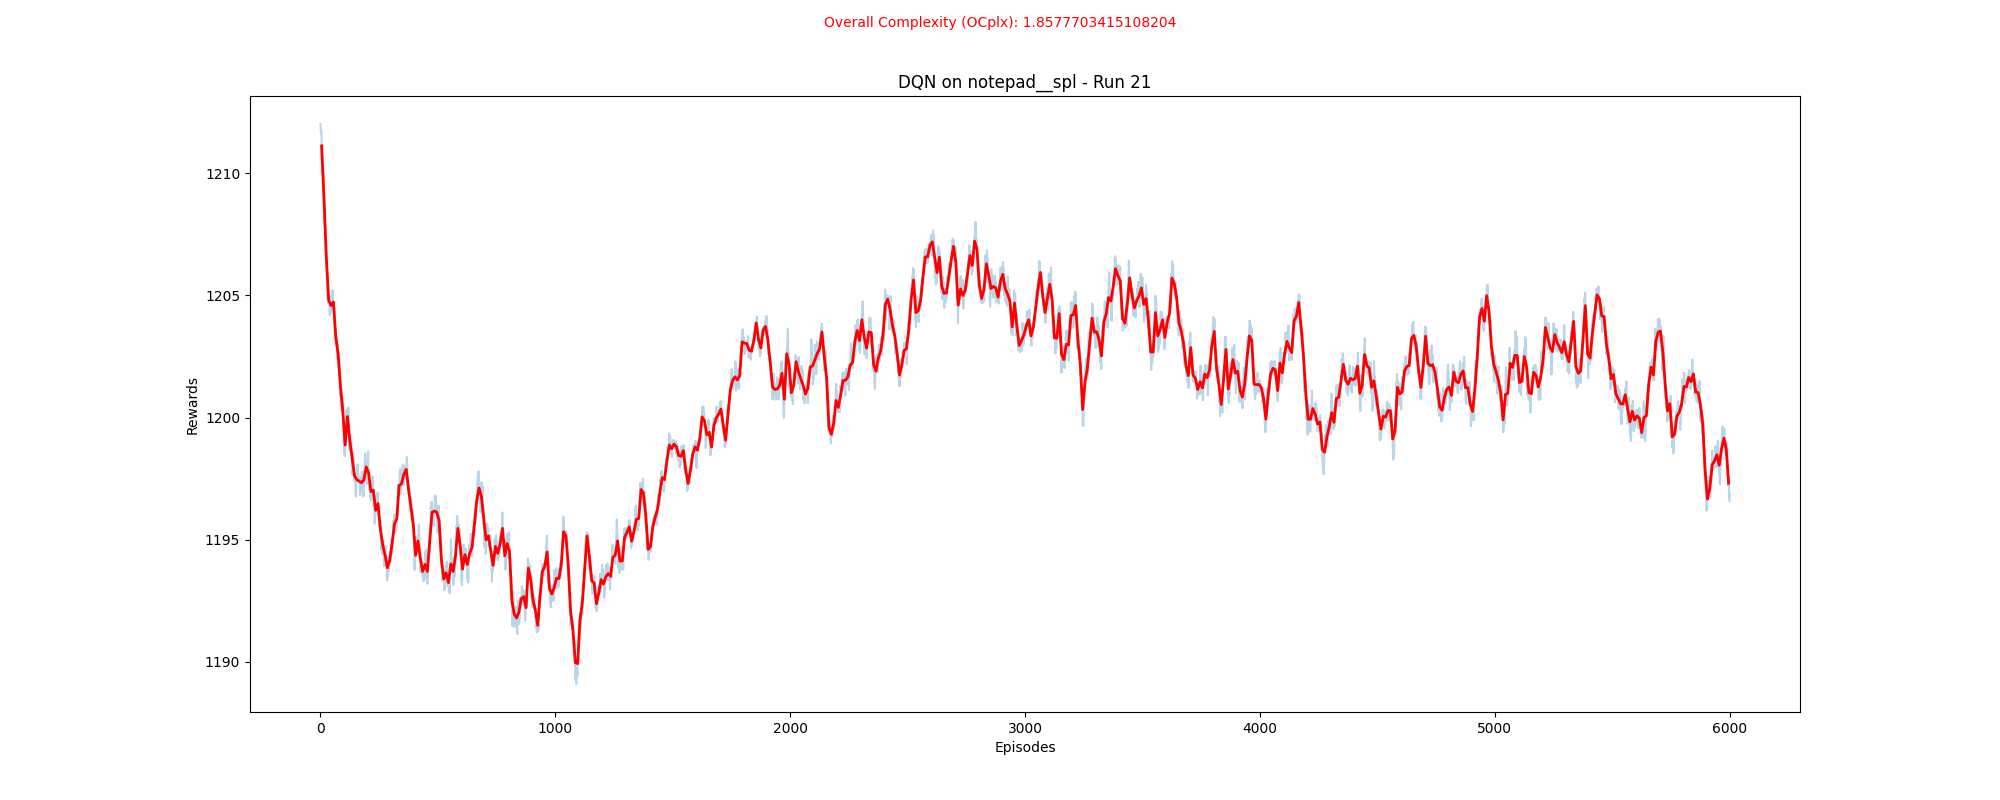 Overall Complexity (OCplx): 1.8577703415108204
DQN on notepad__spl - Run 21
Rewards
1210
1205
1200
1195
1190
0 1000 2000 3000 4000 5000 6000
Episodes